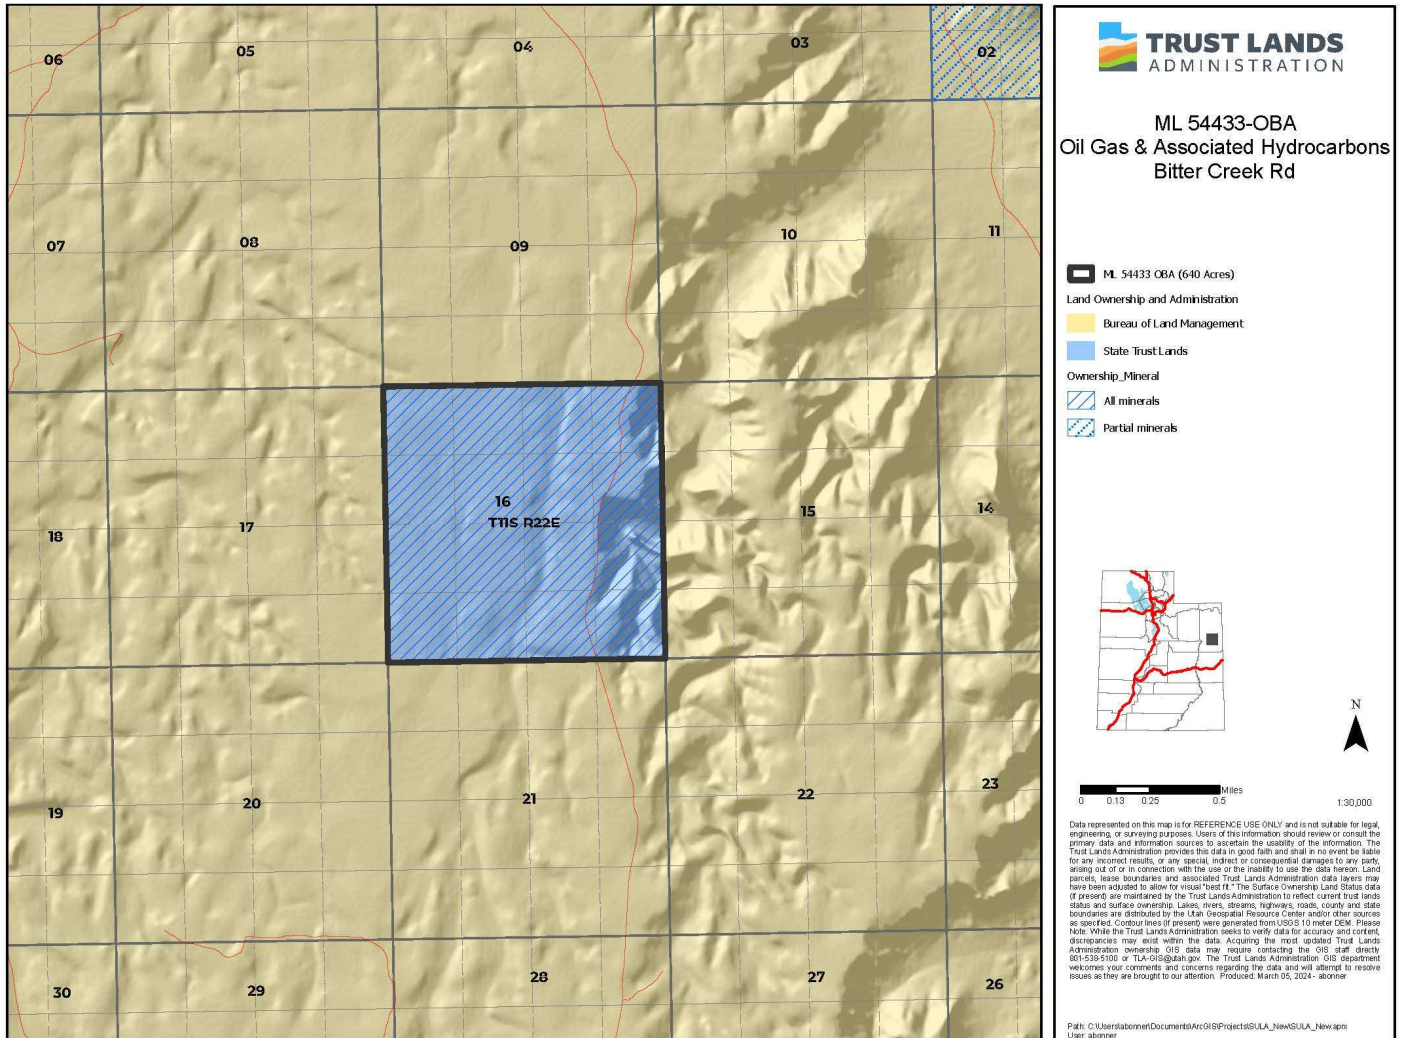 06
05
04
03
02
07
08
09
10
11
18
17
16
T11S R22E
15
14
19
20
21
22
23
30
29
28
27
26
TRUST LANDS
ADMINISTRATION
ML 54433-OBA
Oil Gas & Associated Hydrocarbons
Bitter Creek Rd
ML 54433 OBA (640 Acres)
Land Ownership and Administration
Bureau of Land Management
State Trust Lands
Ownership_Mineral
All minerals
Partial minerals
N
Miles
0 0.13 0.25 0.5
1:30,000
Data represented on this map is for REFERENCE USE ONLY and is not suitable for legal,
engineering, or surveying purposes. Users of this information should review or consult the
primary data and information sources to ascertain the usability of the information. The
Trust Lands Administration provides this data in good faith and shall in no event be liable
for any incorrect results, or any special, indirect or consequential damages to any party,
arising out of or in connection with the use or the inability to use the data hereon. Land
parcels, lease boundaries and associated Trust Lands Administration data layers may
have been adjusted to allow for visual "best fit." The Surface Ownership Land Status data
(if present) are maintained by the Trust Lands Administration to reflect current trust lands
status and surface ownership. Lakes, rivers, streams, highways, roads, county and state
boundaries are distributed by the Utah Geospatial Resource Center and/or other sources
as specified. Contour lines (if present) were generated from USGS 10 meter DEM. Please
Note: While the Trust Lands Administration seeks to verify data for accuracy and content,
discrepancies may exist within the data. Acquiring the most updated Trust Lands
Administration ownership GIS data may require contacting the GIS staff directly
801-538-5100 or TLA-GIS@utah.gov. The Trust Lands Administration GIS department
welcomes your comments and concerns regarding the data and will attempt to resolve
issues as they are brought to our attention. Produced: March 05, 2024 - abonner
Path: C:\Users\abonner\Documents\ArcGIS\Projects\SULA_New\SULA_New.aprx
User: abonner